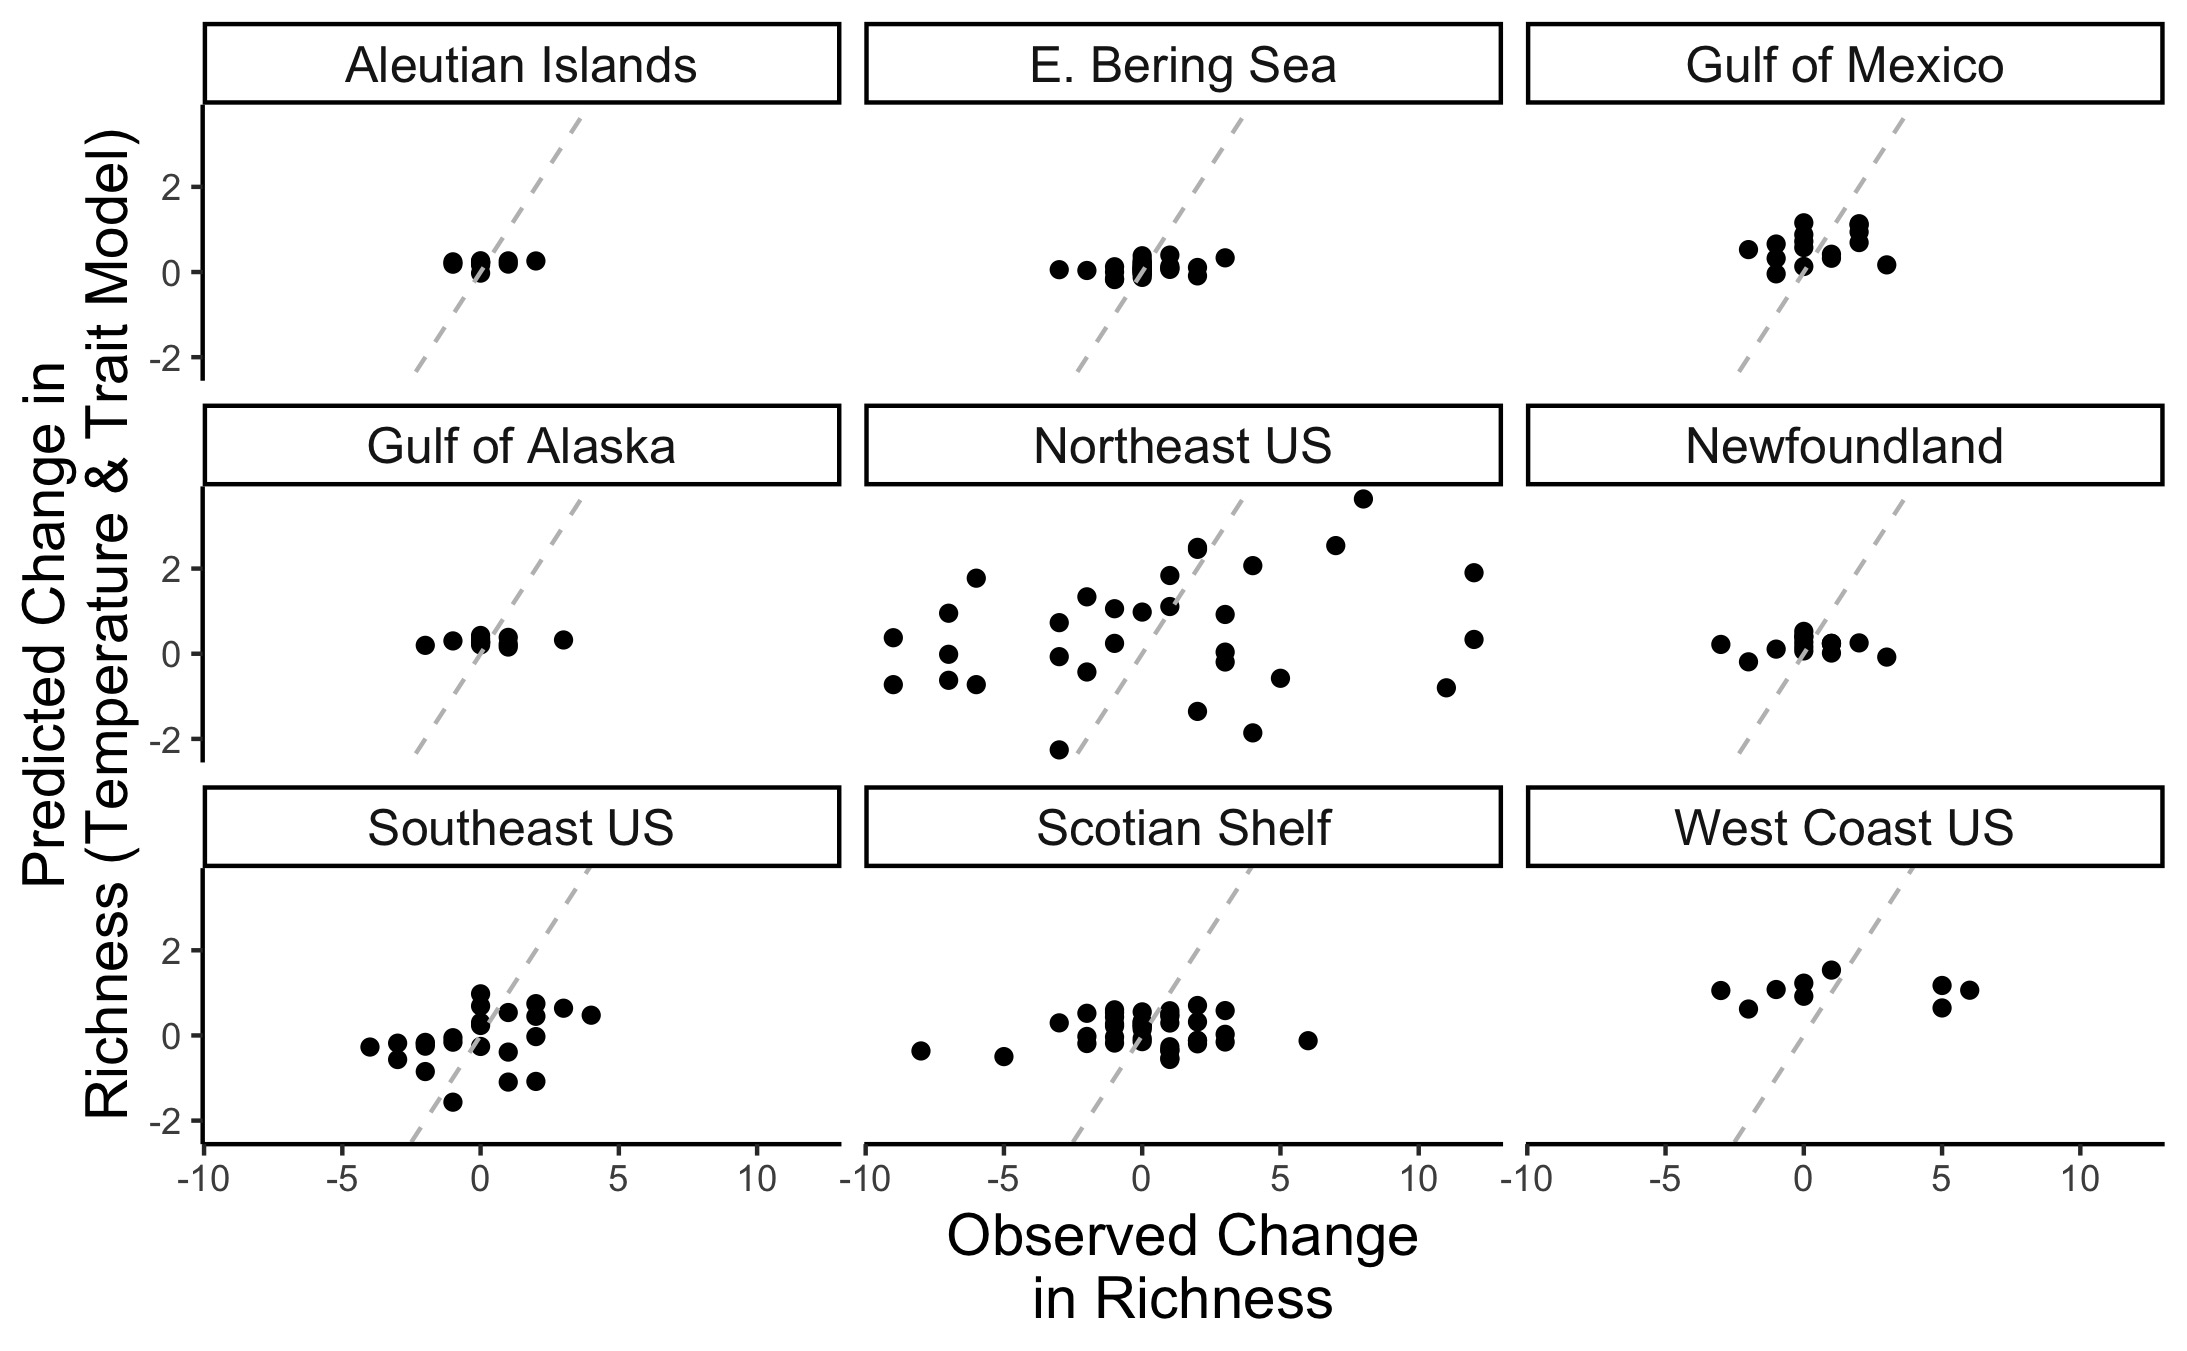 Predicted Change in
Richness (Temperature & Trait Model)
Aleutian Islands
E. Bering Sea
Gulf of Mexico
2
0
-2
Gulf of Alaska
Northeast US
Newfoundland
2
0
-2
Southeast US
Scotian Shelf
West Coast US
2
0
-2
-10 -5 0 5 10
-10 -5 0 5 10
-10 -5 0 5 10
Observed Change
in Richness